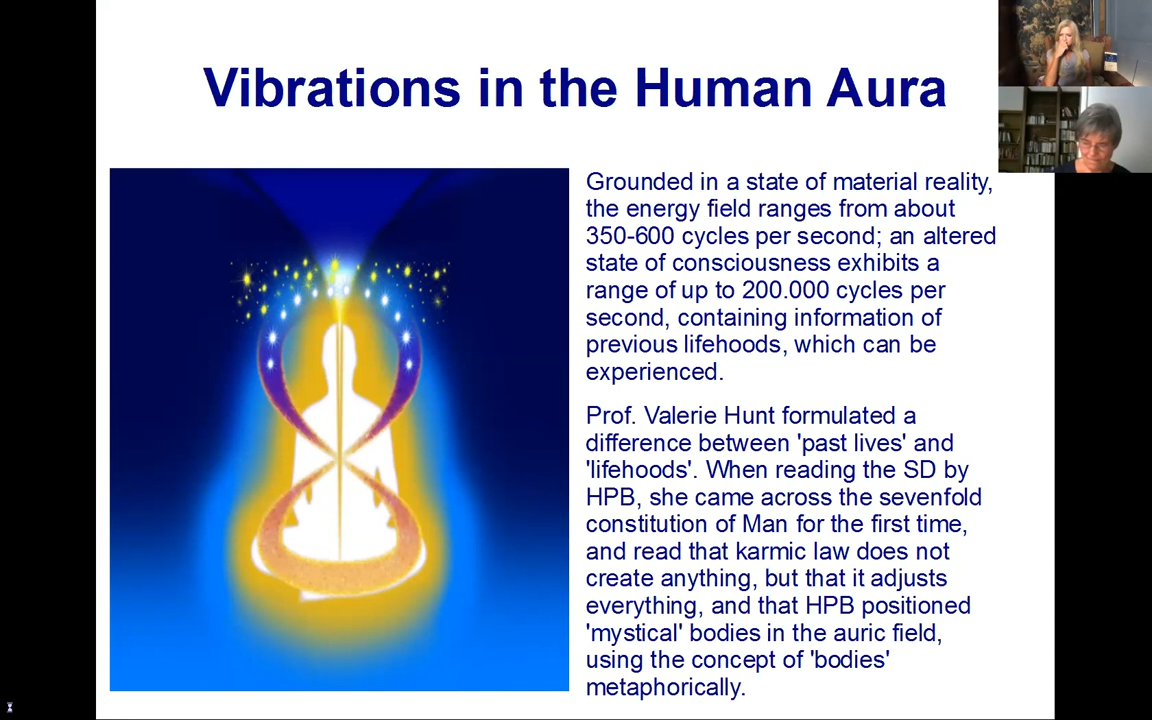 Vibrations in the Human Aura
Grounded in a state of material reality,
the energy field ranges from about
350-600 cycles per second; an altered
state of consciousness exhibits a
range of up to 200.000 cycles per
second, containing information of
previous lifehoods, which can be
experienced.
Prof. Valerie Hunt formulated a
difference between 'past lives' and
'lifehoods'. When reading the SD by
HPB, she came across the sevenfold
constitution of Man for the first time,
and read that karmic law does not
create anything, but that it adjusts
everything, and that HPB positioned
'mystical' bodies in the auric field,
using the concept of 'bodies'
metaphorically.